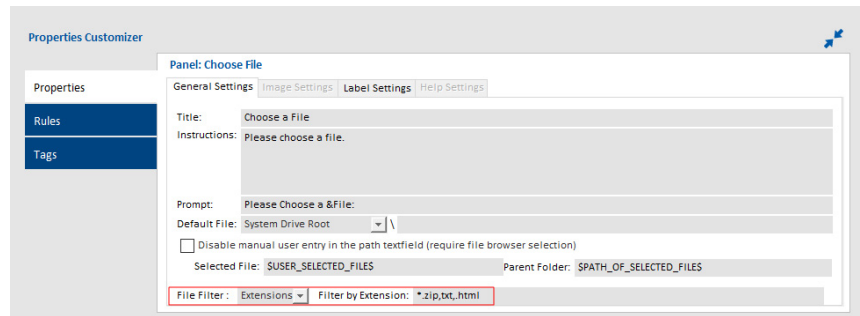 Properties Customizer
Panel: Choose File
Properties
Rules
Tags
General Settings Image Settings Label Settings Help Settings
Title: Choose a File
Instructions: Please choose a file.
Prompt: Please Choose a &File:
Default File: System Drive Root \
Disable manual user entry in the path textfield (require file browser selection)
Selected File: $USER_SELECTED_FILE$ Parent Folder: $PATH_OF_SELECTED_FILE$
File Filter : Extensions Filter by Extension: *.zip,txt,.html